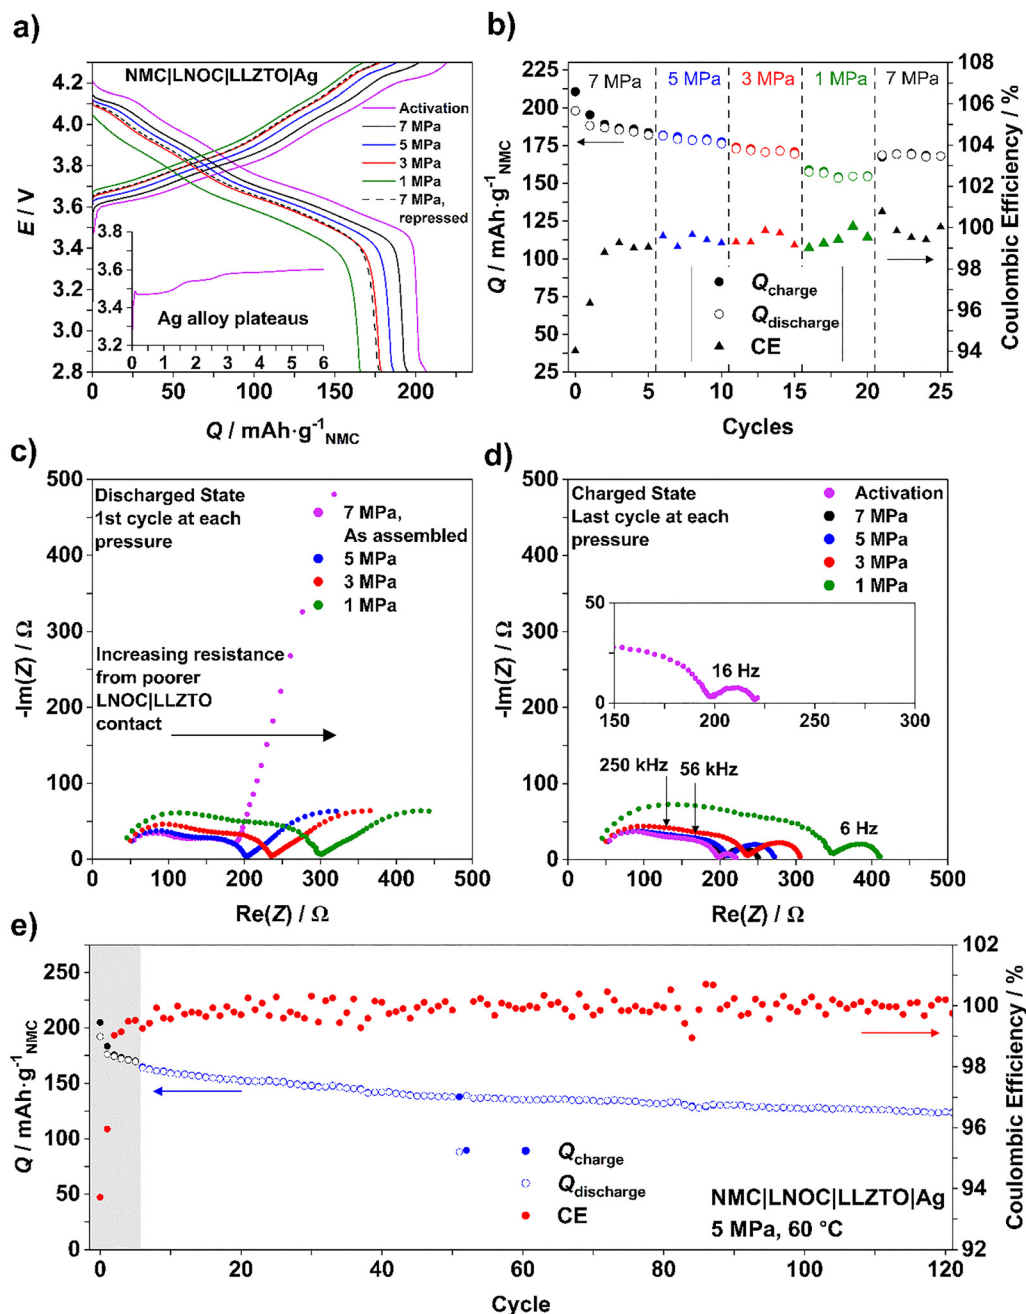 a)
NMC|LNOC|LLZTO|Ag
Activation
7 MPa
5 MPa
3 MPa
1 MPa
7 MPa,
repressed
4.2
4.0
3.8
3.6
3.4
3.2
3.0
2.8
E / V
3.8
3.6
3.4
3.2
0 1 2 3 4 5 6
Ag alloy plateaus
0 50 100 150 200
Q / mAh·g⁻¹NMC
b)
7 MPa 5 MPa 3 MPa 1 MPa 7 MPa
225
200
175
150
125
100
75
50
25
Q / mAh·g⁻¹NMC
108
106
104
102
100
98
96
94
Coulombic Efficiency / %
Qcharge
Qdischarge
CE
0 5 10 15 20 25
Cycles
c)
Discharged State
1st cycle at each
pressure
7 MPa,
As assembled
5 MPa
3 MPa
1 MPa
Increasing resistance
from poorer
LNOC|LLZTO
contact
500
400
300
200
100
0
-Im(Z) / Ω
0 100 200 300 400 500
Re(Z) / Ω
d)
Charged State
Last cycle at each
pressure
Activation
7 MPa
5 MPa
3 MPa
1 MPa
500
400
300
200
100
0
-Im(Z) / Ω
50
0
16 Hz
150 200 250 300
250 kHz
56 kHz
6 Hz
0 100 200 300 400 500
Re(Z) / Ω
e)
250
200
150
100
50
0
Q / mAh·g⁻¹NMC
102
100
98
96
94
92
Coulombic Efficiency / %
Qcharge
Qdischarge
CE
NMC|LNOC|LLZTO|Ag
5 MPa, 60 °C
0 20 40 60 80 100 120
Cycle